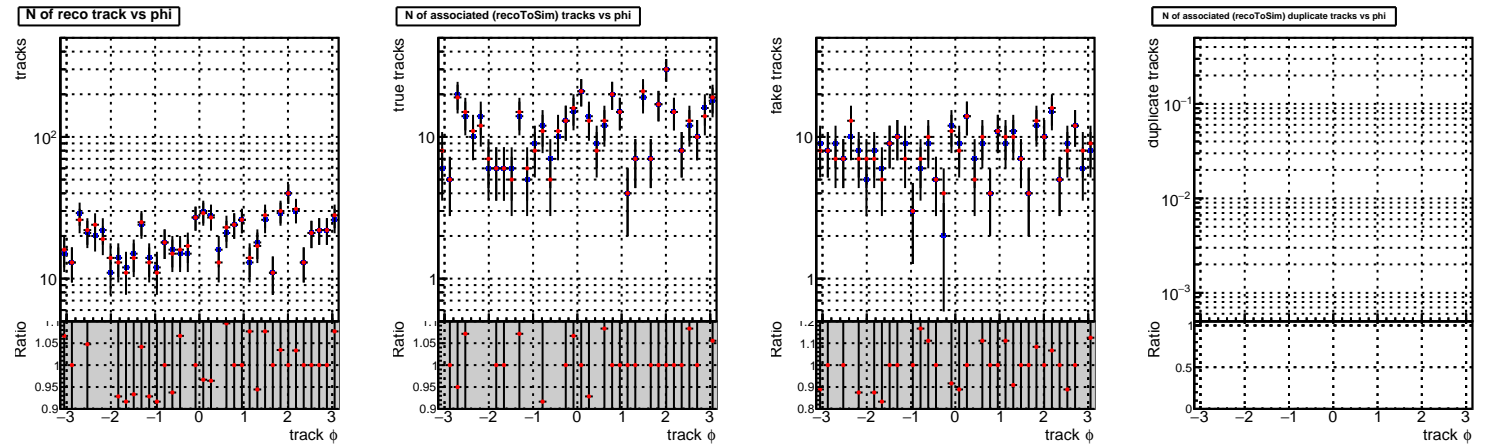 N of reco track vs phi
tracks
10²
10
Ratio
1.1
1.05
1
0.95
0.9
−3 −2 −1 0 1 2 3
track ϕ
N of associated (recoToSim) tracks vs phi
true tracks
10
1
Ratio
1.1
1.05
1
0.95
0.9
−3 −2 −1 0 1 2 3
track ϕ
fake tracks
10
1
Ratio
1.2
1.1
1
0.9
0.8
−3 −2 −1 0 1 2 3
track ϕ
N of associated (recoToSim) duplicate tracks vs phi
duplicate tracks
10⁻¹
10⁻²
10⁻³
Ratio
1
0.5
0
−3 −2 −1 0 1 2 3
track ϕ